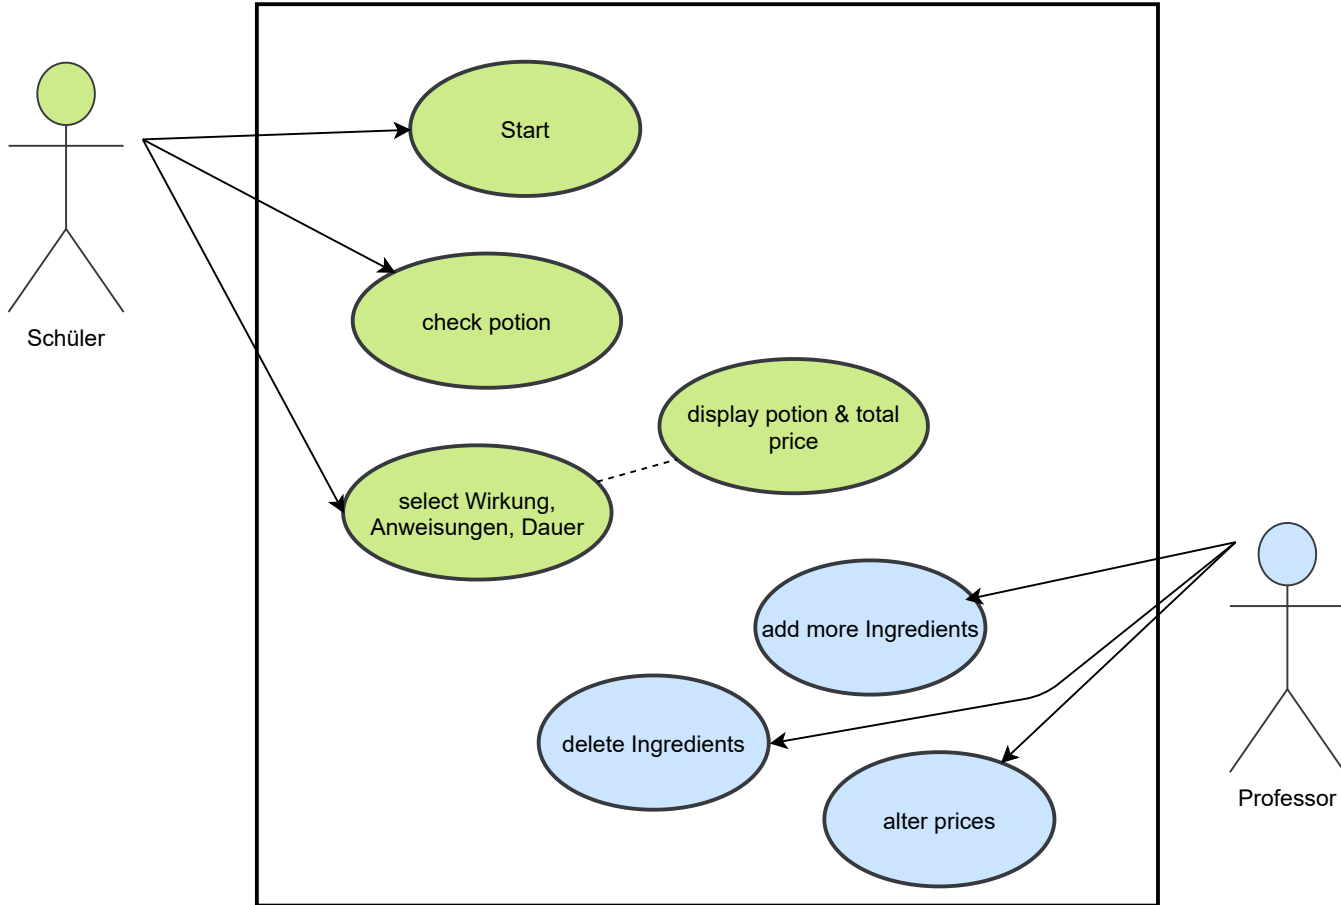 Start
Schüler
check potion
display potion & total
price
select Wirkung,
Anweisungen, Dauer
add more Ingredients
delete Ingredients
Professor
alter prices